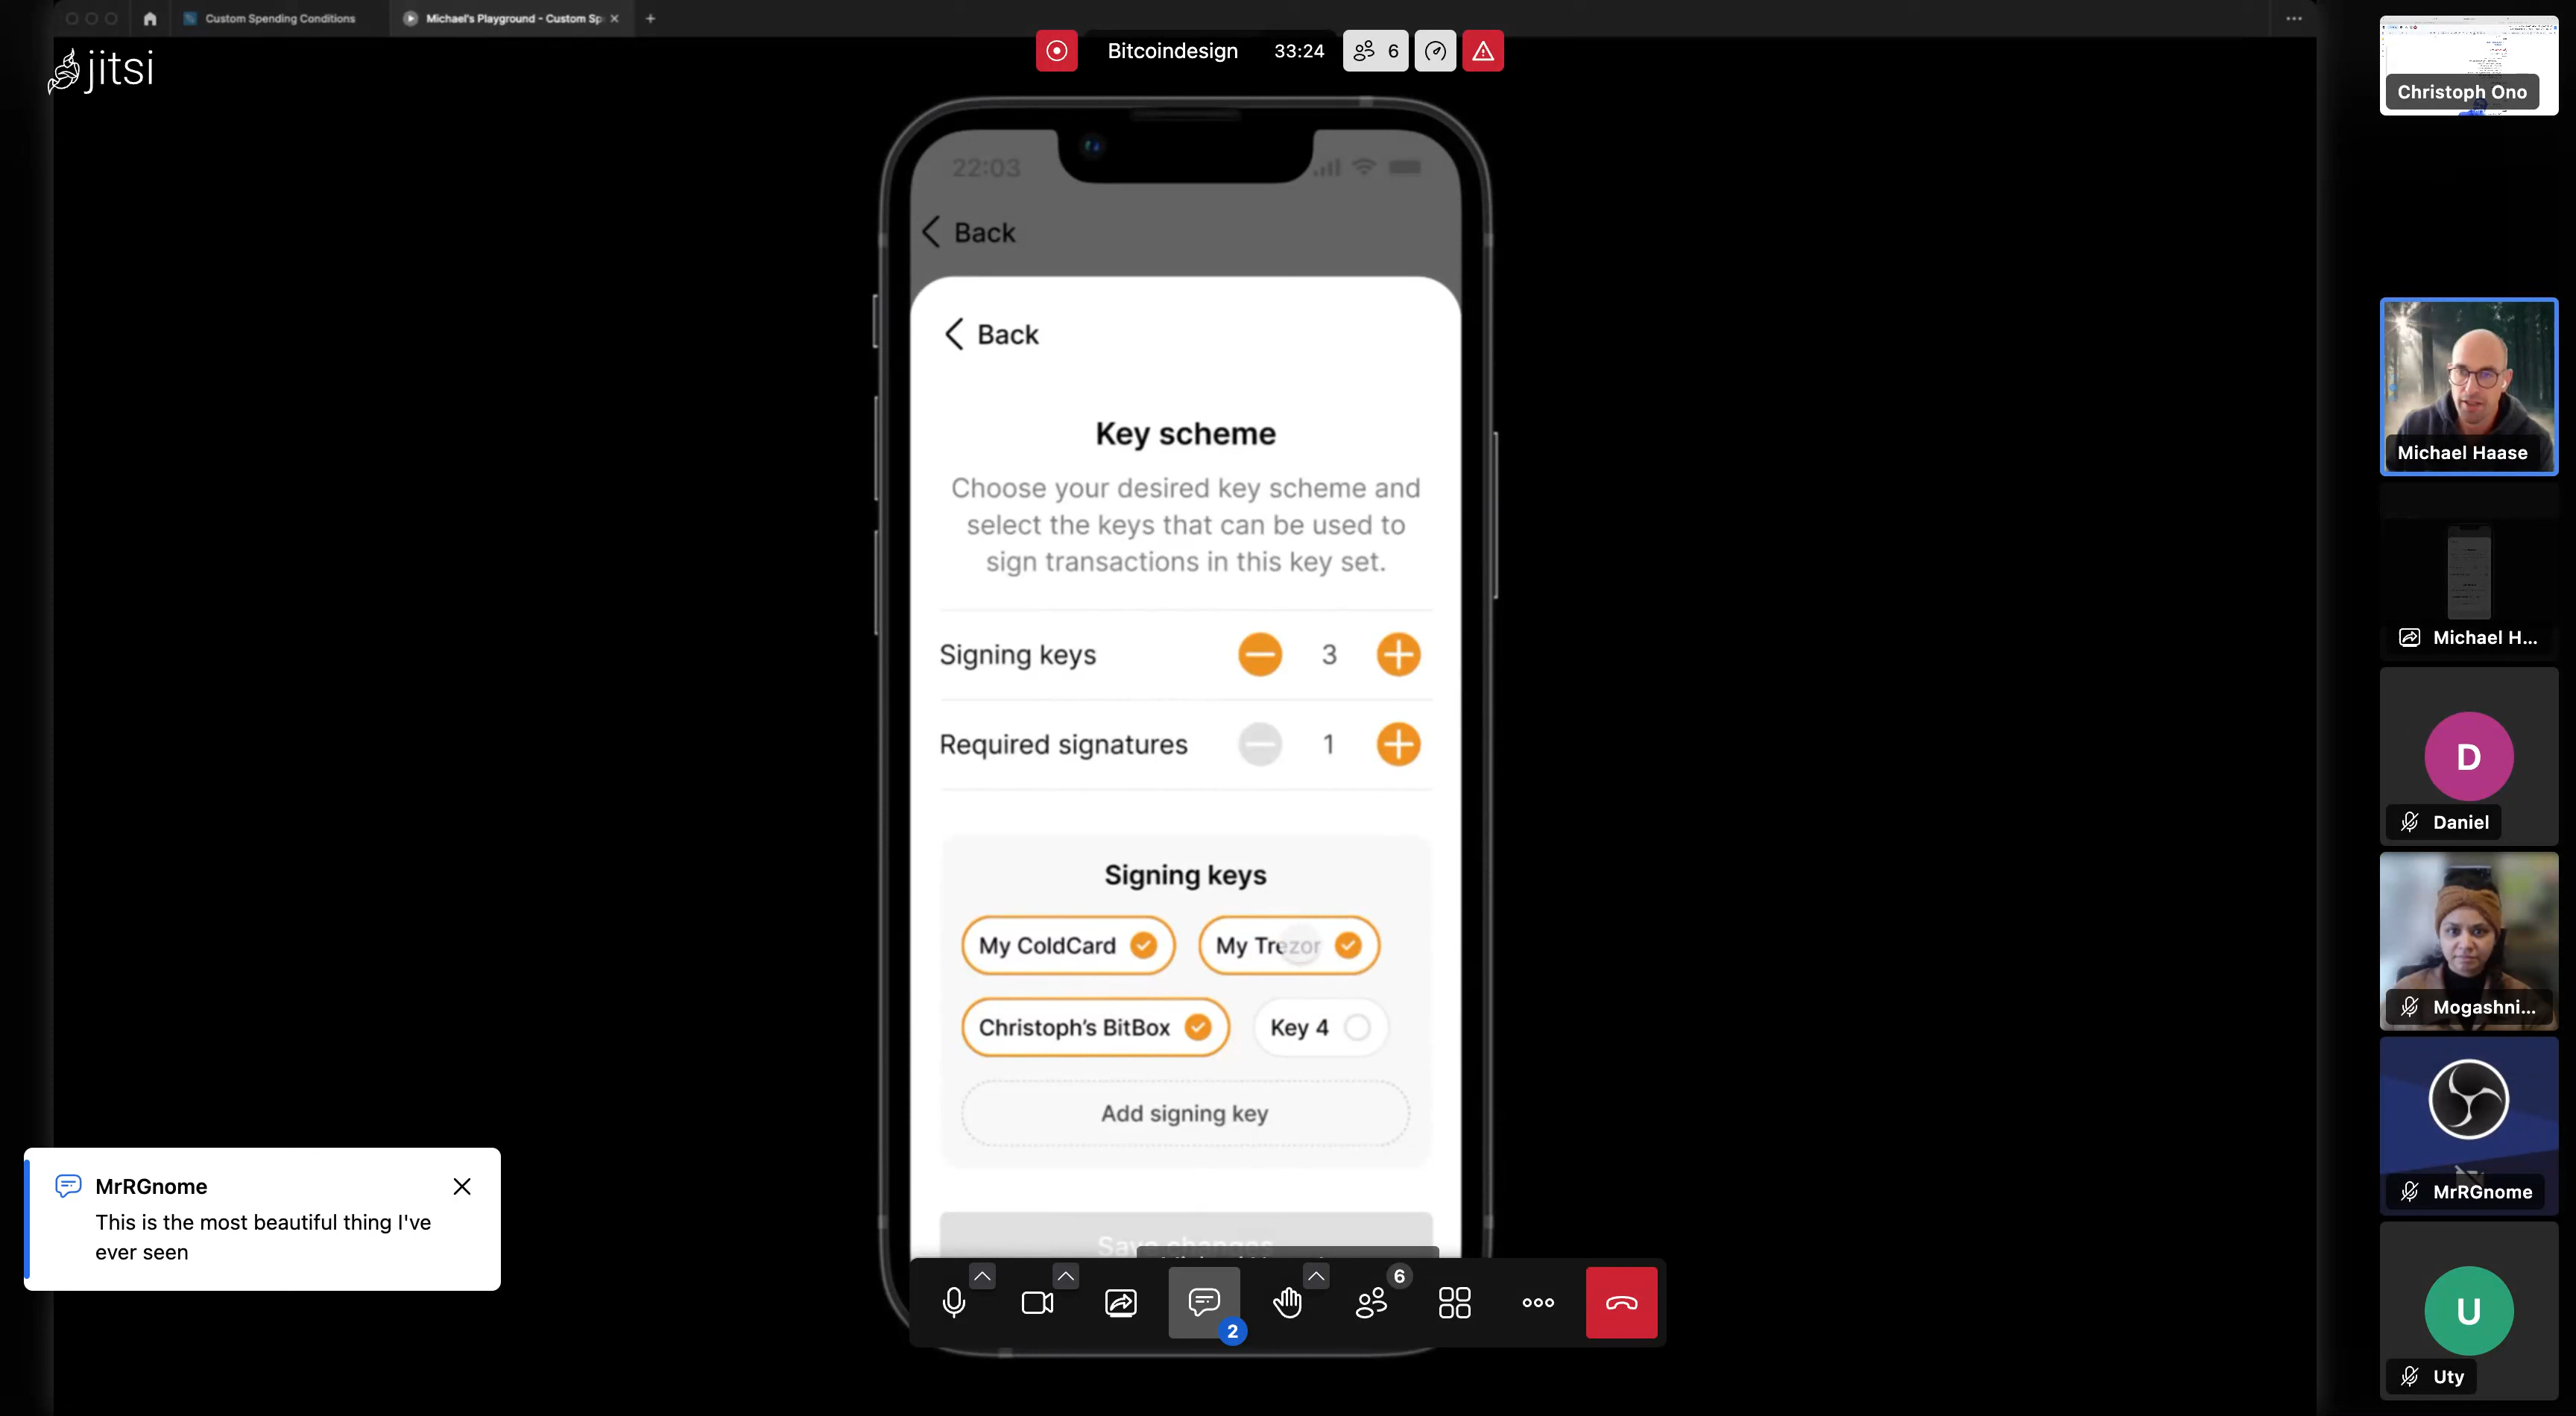 Custom Spending Conditions
Michael's Playground - Custom Sp
jitsi
Bitcoindesign 33:24 6
Christoph Ono
22:03
Back
Back
Key scheme
Choose your desired key scheme and
select the keys that can be used to
sign transactions in this key set.
Signing keys 3
Required signatures 1
Signing keys
My ColdCard
My Trezor
Christoph's BitBox
Key 4
Add signing key
Save changes
MrRGnome
This is the most beautiful thing I've
ever seen
2
6
Michael Haase
Michael H...
D
Daniel
Mogashni...
MrRGnome
U
Uty